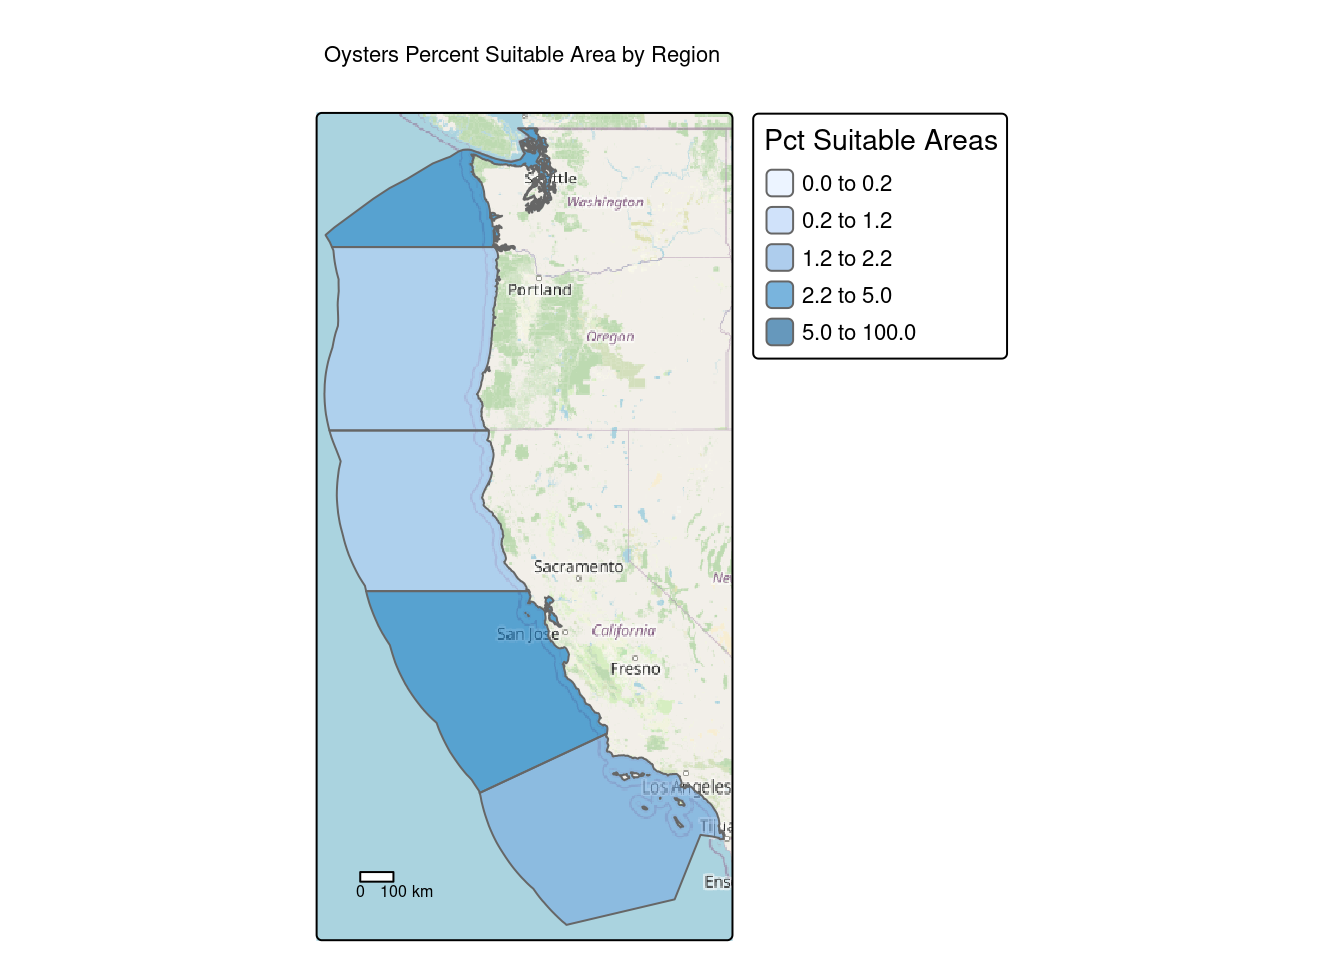 Oysters Percent Suitable Area by Region
Pct Suitable Areas
0.0 to 0.2
0.2 to 1.2
1.2 to 2.2
2.2 to 5.0
5.0 to 100.0
Seattle
Washington
Portland
Oregon
Sacramento
Ne
San Jose
California
Fresno
Los Angeles
Tijua
Ens
0 100 km